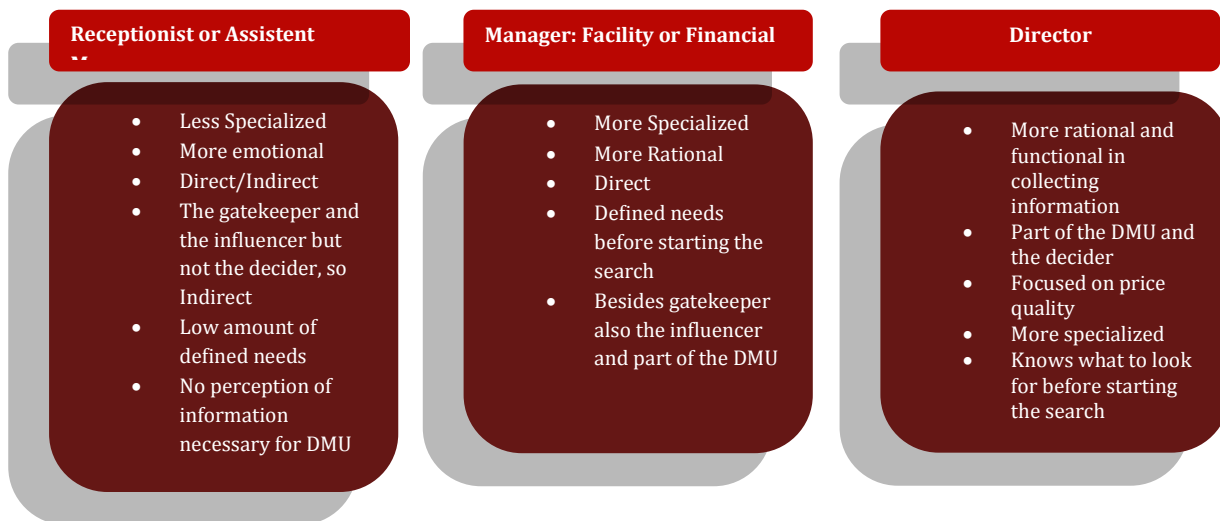 Receptionist or Assistent
Less Specialized
More emotional
Direct/Indirect
The gatekeeper and
the influencer but
not the decider, so
Indirect
Low amount of
defined needs
No perception of
information
necessary for DMU
Manager: Facility or Financial
More Specialized
More Rational
Direct
Defined needs
before starting the
search
Besides gatekeeper
also the influencer
and part of the DMU
Director
More rational and
functional in
collecting
information
Part of the DMU and
the decider
Focused on price
quality
More specialized
Knows what to look
for before starting
the search